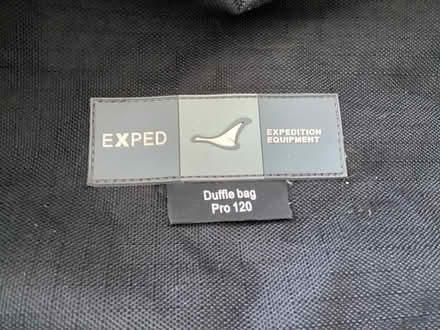 EXPED
EXPEDITION
EQUIPMENT
Duffle bag
Pro 120